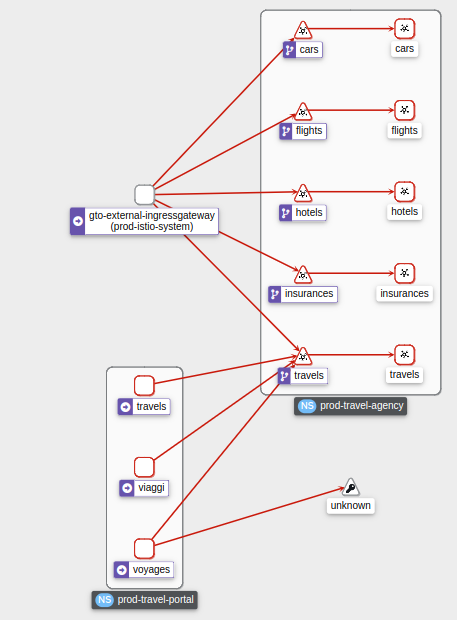 cars
cars
flights
flights
hotels
hotels
gto-external-ingressgateway
(prod-istio-system)
insurances
insurances
travels
travels
NS prod-travel-agency
travels
viaggi
unknown
voyages
NS prod-travel-portal